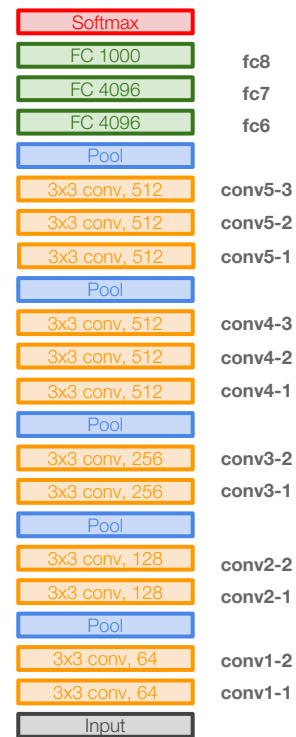 Softmax
FC 1000 fc8
FC 4096 fc7
FC 4096 fc6
Pool
3x3 conv, 512 conv5-3
3x3 conv, 512 conv5-2
3x3 conv, 512 conv5-1
Pool
3x3 conv, 512 conv4-3
3x3 conv, 512 conv4-2
3x3 conv, 512 conv4-1
Pool
3x3 conv, 256 conv3-2
3x3 conv, 256 conv3-1
Pool
3x3 conv, 128 conv2-2
3x3 conv, 128 conv2-1
Pool
3x3 conv, 64 conv1-2
3x3 conv, 64 conv1-1
Input